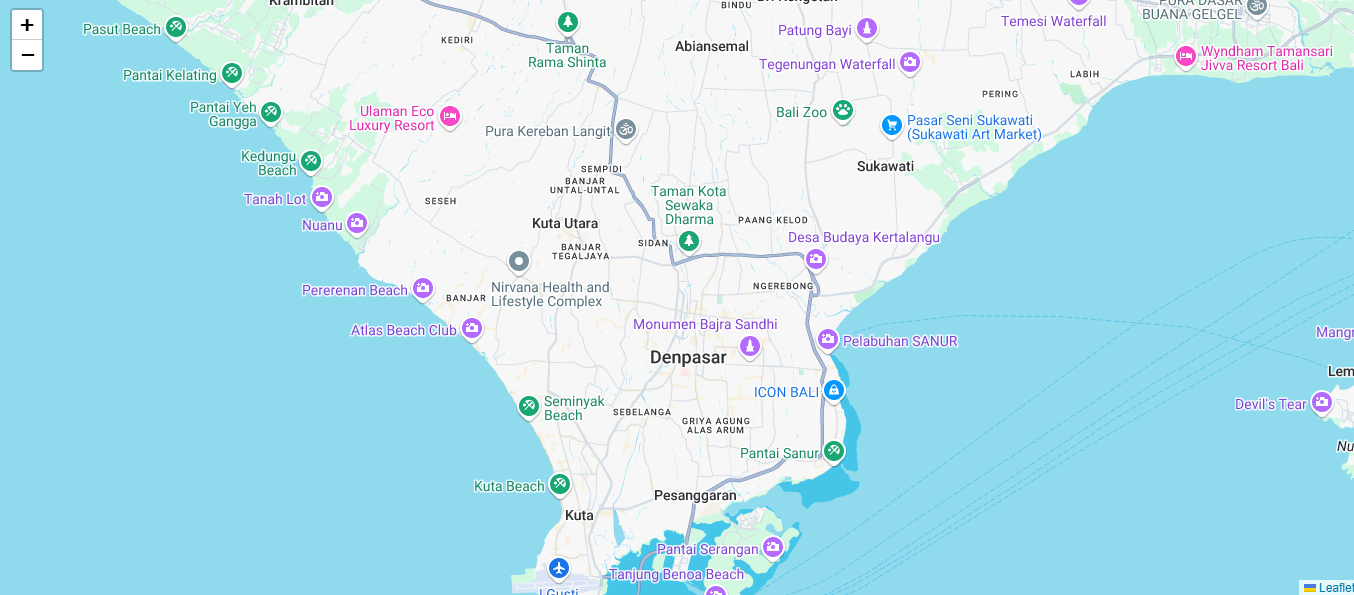 Krambitan
BINDU
PURA DASAR
BUANA GELGEL
+
−
Pasut Beach
Temesi Waterfall
Patung Bayi
KEDIRI
Taman
Rama Shinta
Abiansemal
Wyndham Tamansari
Jivva Resort Bali
Tegenungan Waterfall
Pantai Kelating
LABIH
PERING
Pantai Yeh
Gangga
Ulaman Eco
Luxury Resort
Bali Zoo
Pasar Seni Sukawati
(Sukawati Art Market)
Pura Kereban Langit
Kedungu
Beach
Sukawati
SEMPIDI
BANJAR
UNTAL-UNTAL
Tanah Lot
SESEH
Taman Kota
Sewaka
Dharma
Nuanu
Kuta Utara
PAANG KELOD
Desa Budaya Kertalangu
SIDAN
BANJAR
TEGALJAYA
Pererenan Beach
BANJAR
Nirvana Health and
Lifestyle Complex
NGEREBONG
Atlas Beach Club
Monumen Bajra Sandhi
Pelabuhan SANUR
Mangr
Denpasar
Lem
ICON BALI
Seminyak
Beach
Devil's Tear
SEBELANGA
GRIYA AGUNG
ALAS ARUM
Pantai Sanur
Nu
Kuta Beach
Pesanggaran
Kuta
Pantai Serangan
Tanjung Benoa Beach
I Gusti
Leaflet